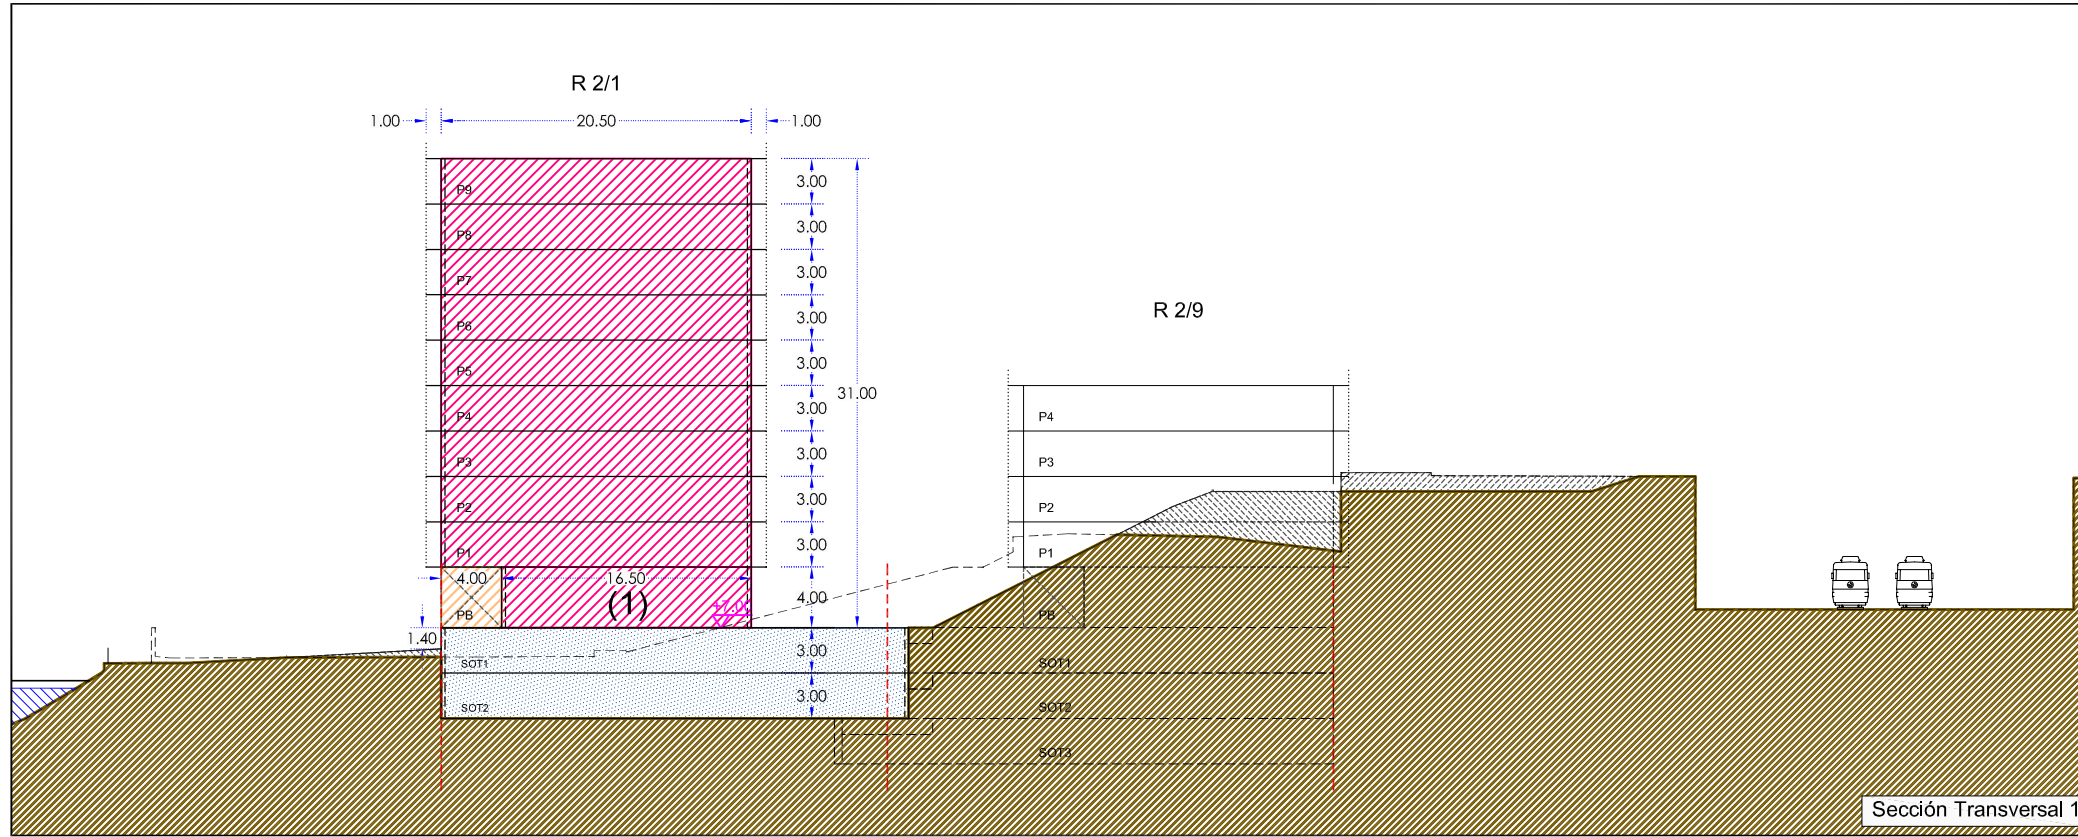 R 2/1
1.00 20.50 1.00
P9 3.00
P8 3.00
P7 3.00
R 2/9
P6 3.00
P5 3.00
31.00
P4 3.00 P4
P3 3.00 P3
P2 3.00 P2
P1 3.00 P1
4.00 16.50
(1) 4.00
PB PB
1.40
SOT1 3.00 SOT1
SOT2 3.00 SOT2
SOT3
Sección Transversal 1